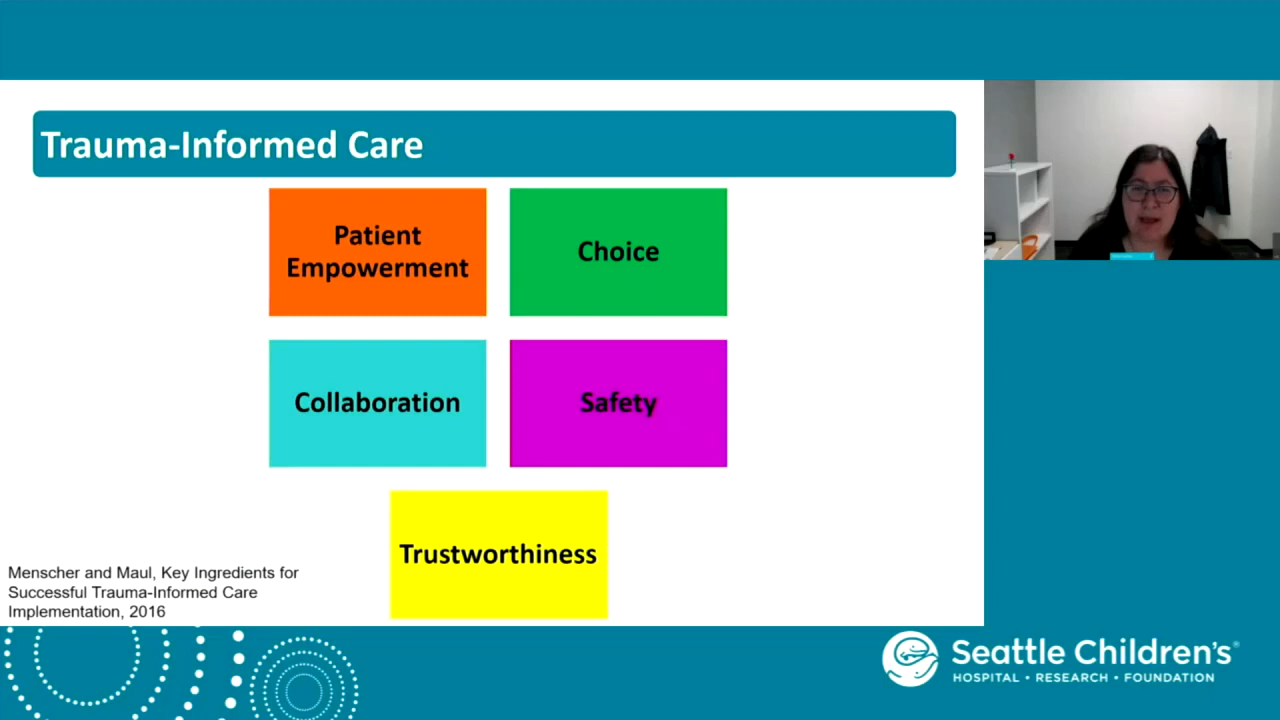 Trauma-Informed Care
Patient
Empowerment
Choice
Collaboration
Safety
Trustworthiness
Menscher and Maul, Key Ingredients for
Successful Trauma-Informed Care
Implementation, 2016
Seattle Children's®
HOSPITAL • RESEARCH • FOUNDATION